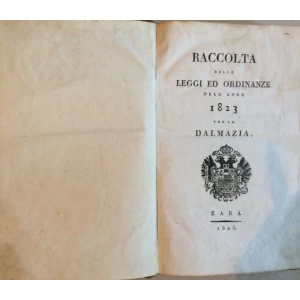 RACCOLTA
DELLE
LEGGI ED ORDINANZE
DELL' ANNO
1823
PER LA
DALMAZIA.
ZARA